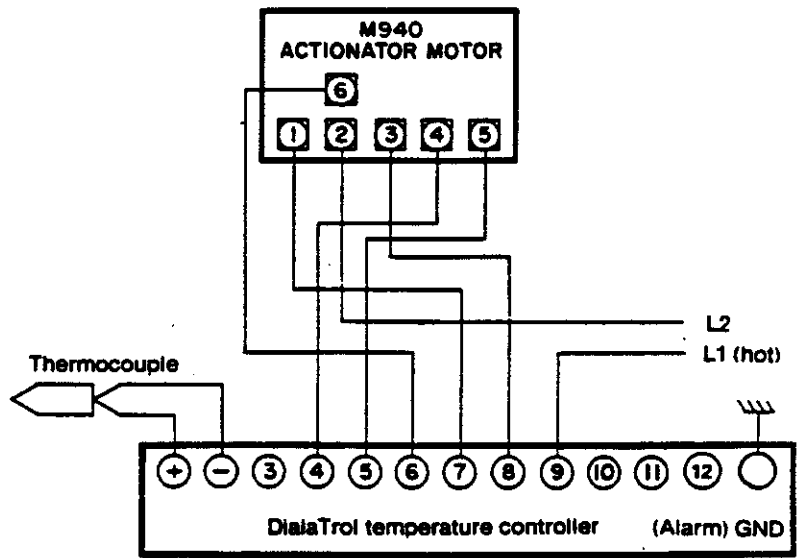 M940
ACTIONATOR MOTOR
6
1 2 3 4 5
L2
L1 (hot)
Thermocouple
+ − 3 4 5 6 7 8 9 10 11 12
DialaTrol temperature controller (Alarm) GND